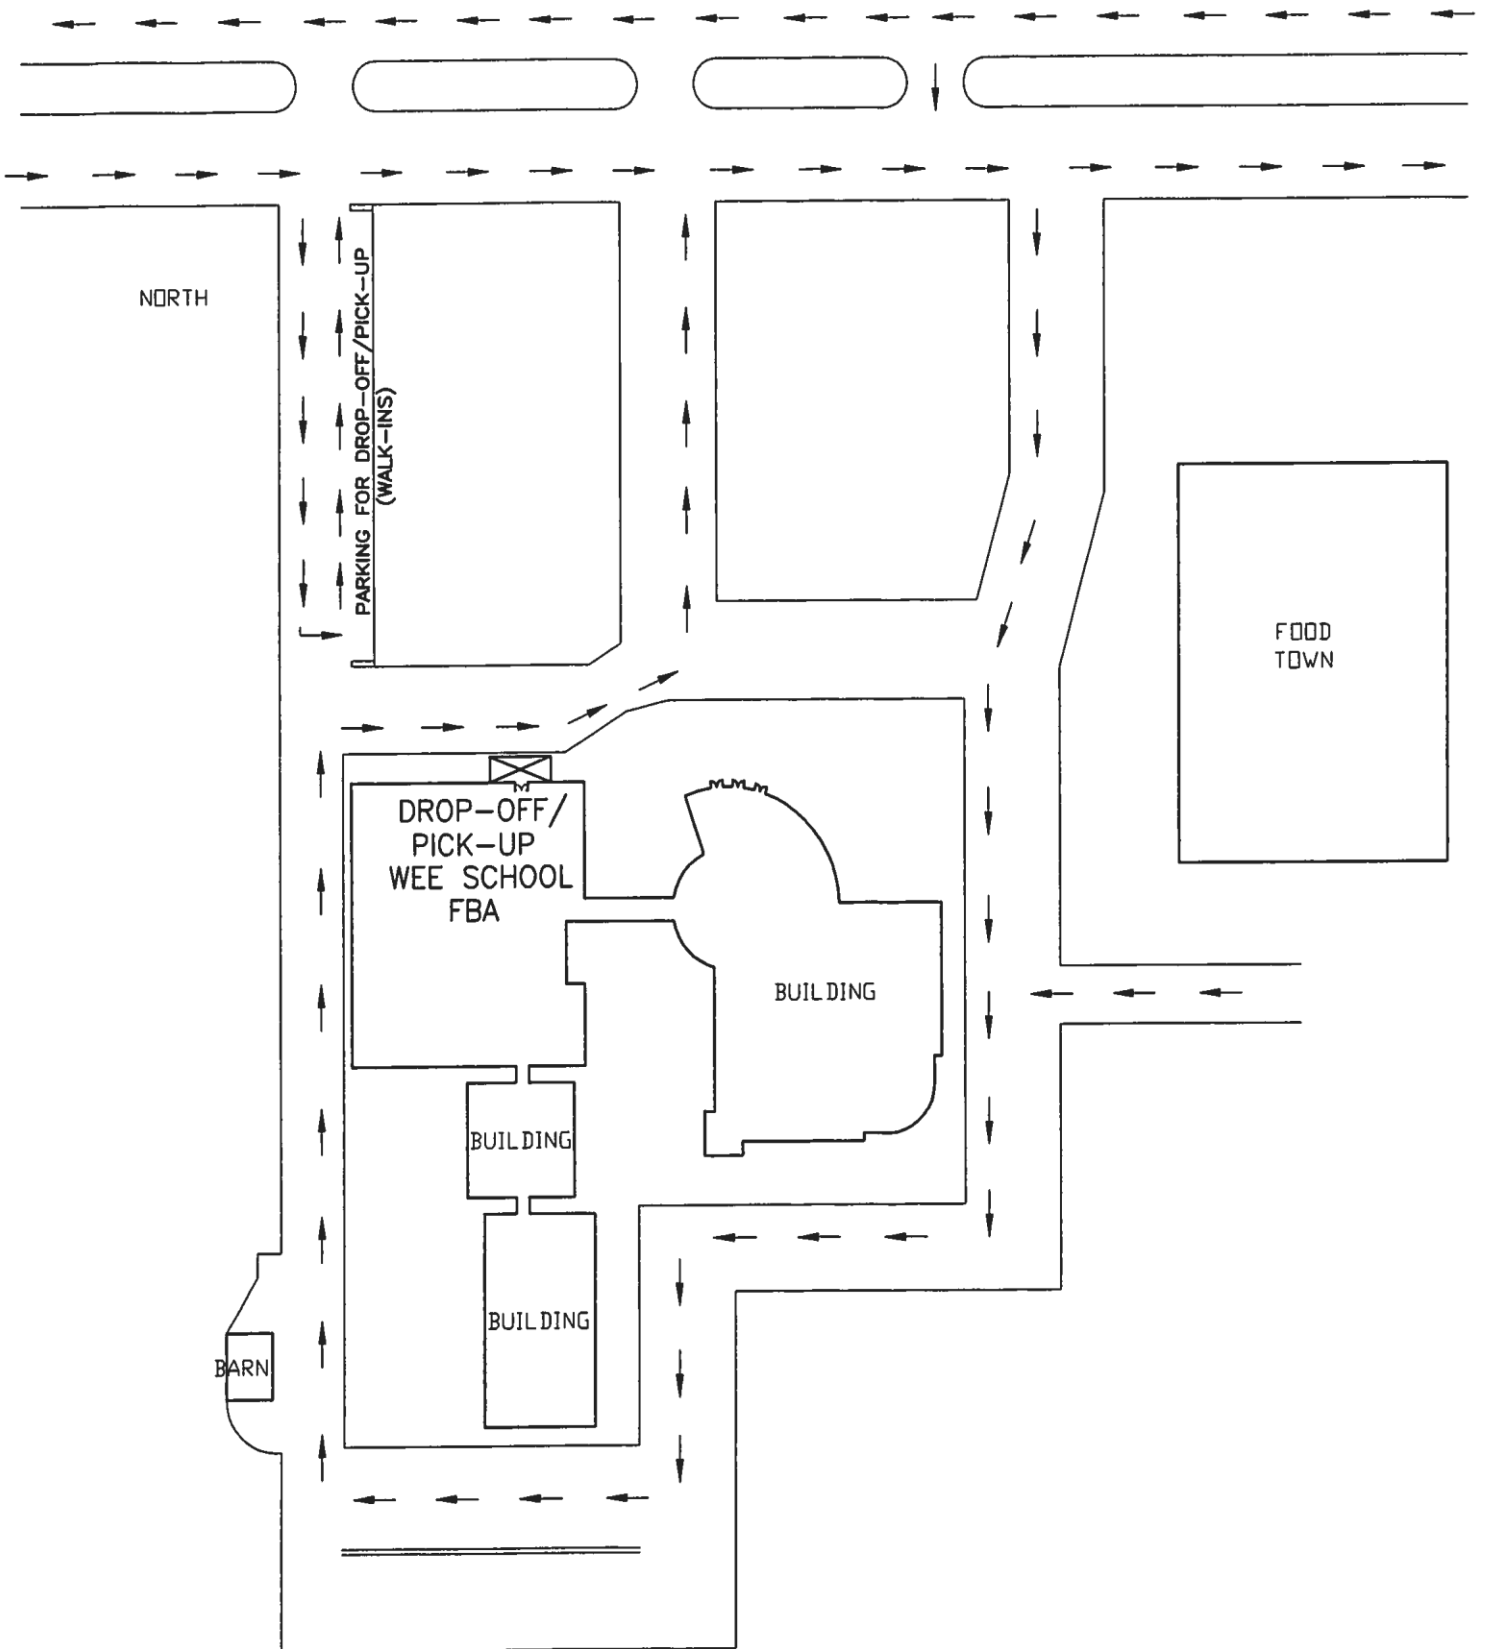 NORTH
PARKING FOR DROP-OFF/PICK-UP
(WALK-INS)
FOOD
TOWN
DROP-OFF/
PICK-UP
WEE SCHOOL
FBA
BUILDING
BUILDING
BUILDING
BARN